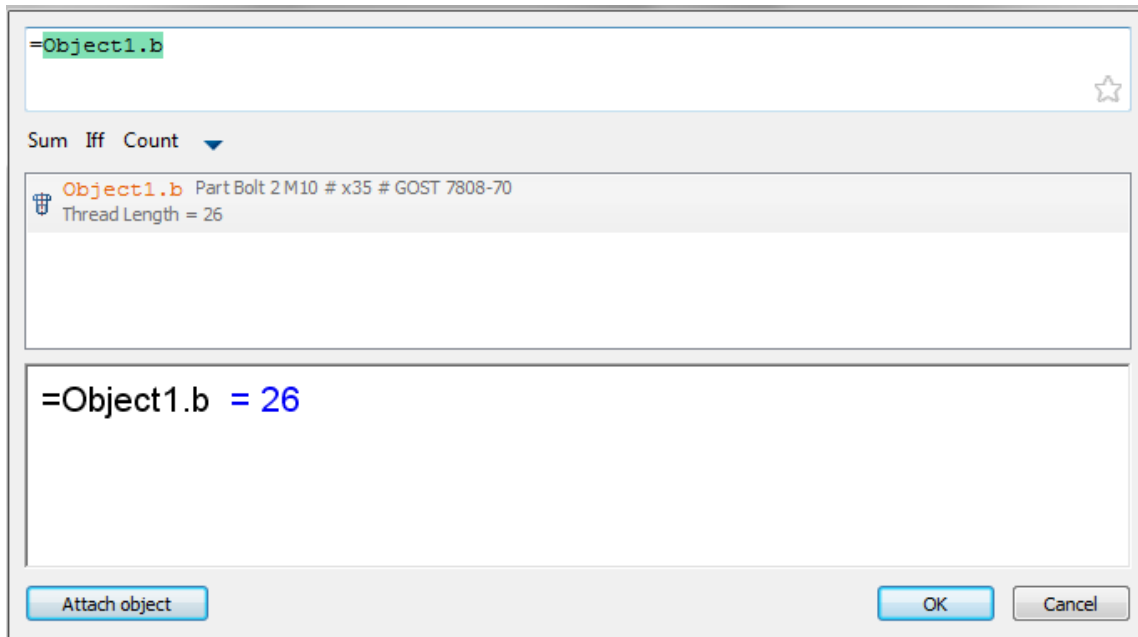 =Object1.b
Sum Iff Count
Object1.b Part Bolt 2 M10 # x35 # GOST 7808-70
Thread Length = 26
=Object1.b = 26
Attach object OK Cancel